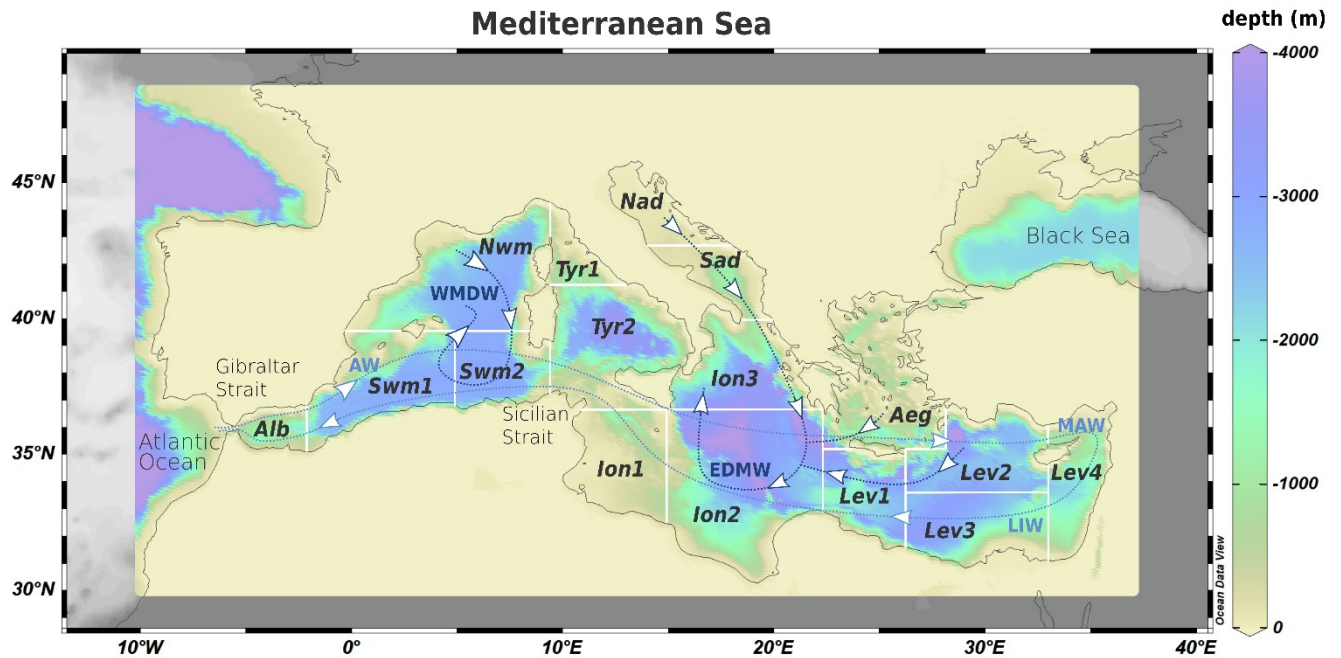 Mediterranean Sea
depth (m)
-4000
-3000
-2000
-1000
0
45°N
40°N
35°N
30°N
10°W
0°
10°E
20°E
30°E
40°E
Nad
Sad
Black Sea
Nwm
Tyr1
WMDW
Tyr2
Gibraltar
Strait
AW
Swm1
Swm2
Ion3
Sicilian
Strait
Alb
Aeg
MAW
Atlantic
Ocean
Ion1
EDMW
Lev1
Lev2
Lev4
Ion2
Lev3
LIW
Ocean Data View